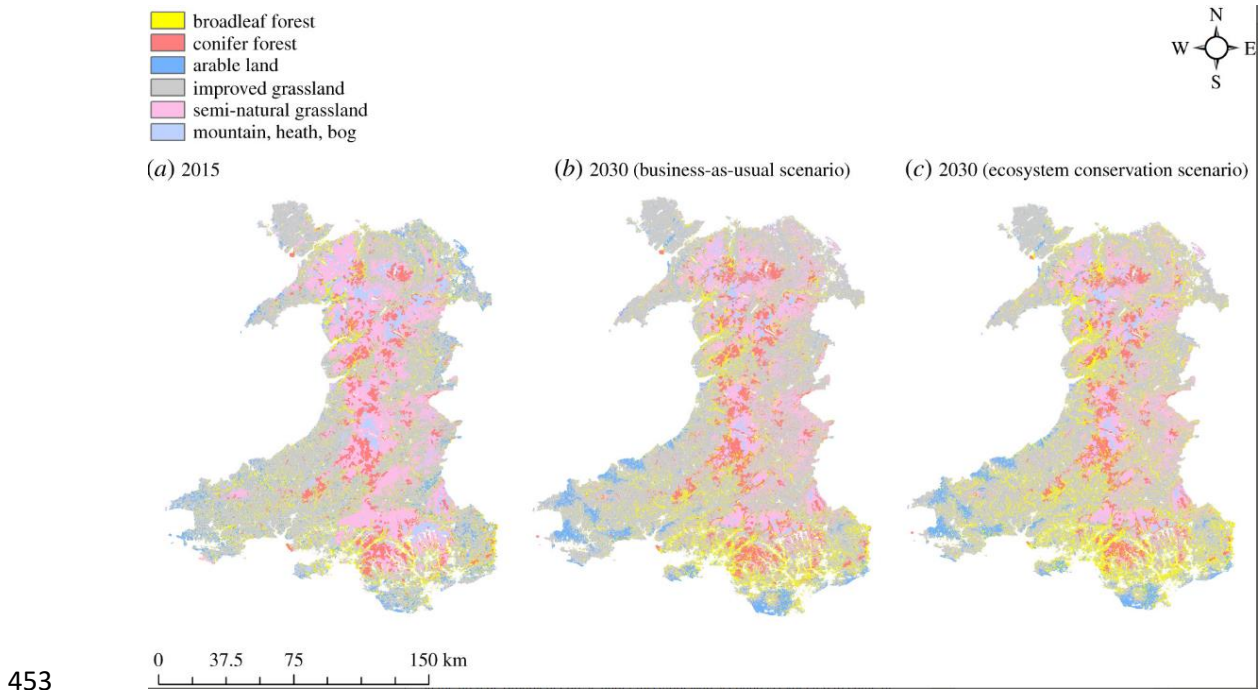 broadleaf forest
conifer forest
arable land
improved grassland
semi-natural grassland
mountain, heath, bog
N
W E
S
(a) 2015
(b) 2030 (business-as-usual scenario)
(c) 2030 (ecosystem conservation scenario)
0 37.5 75 150 km
453